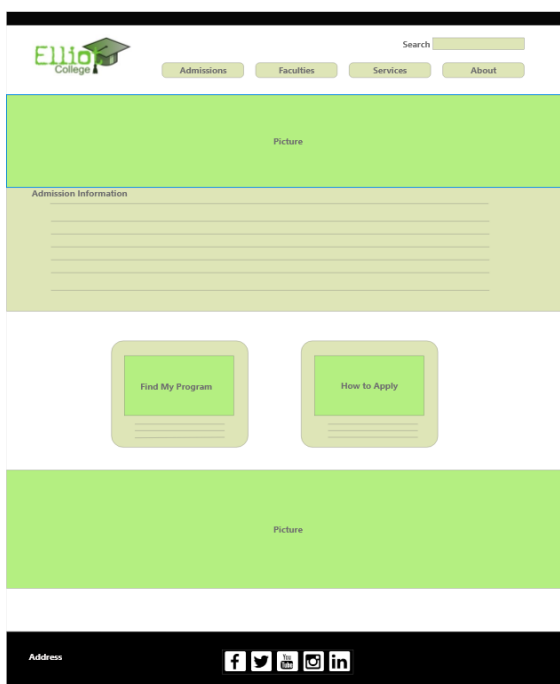 Search
Elliot
College
Admissions Faculties Services About
Picture
Admission Information
Find My Program How to Apply
Picture
Address
You
Tube
in